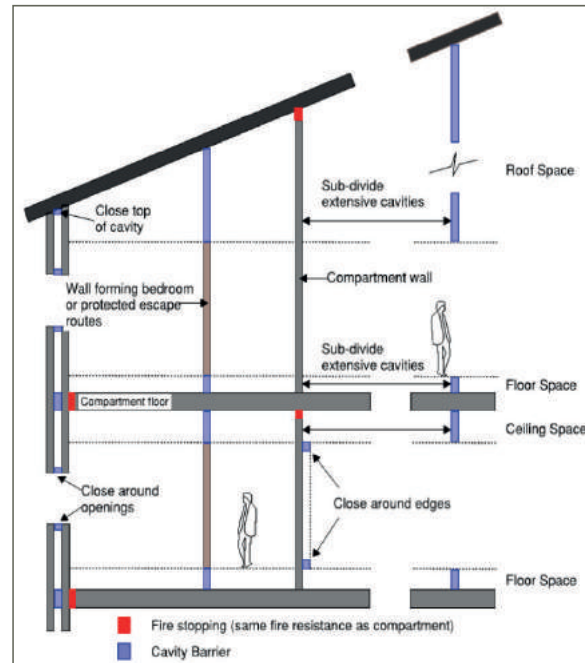 Close top
of cavity
Sub-divide
extensive cavities
Roof Space
Wall forming bedroom
or protected escape
routes
Compartment wall
Sub-divide
extensive cavities
Floor Space
Compartment floor
Ceiling Space
Close around
openings
Close around edges
Floor Space
Fire stopping (same fire resistance as compartment)
Cavity Barrier